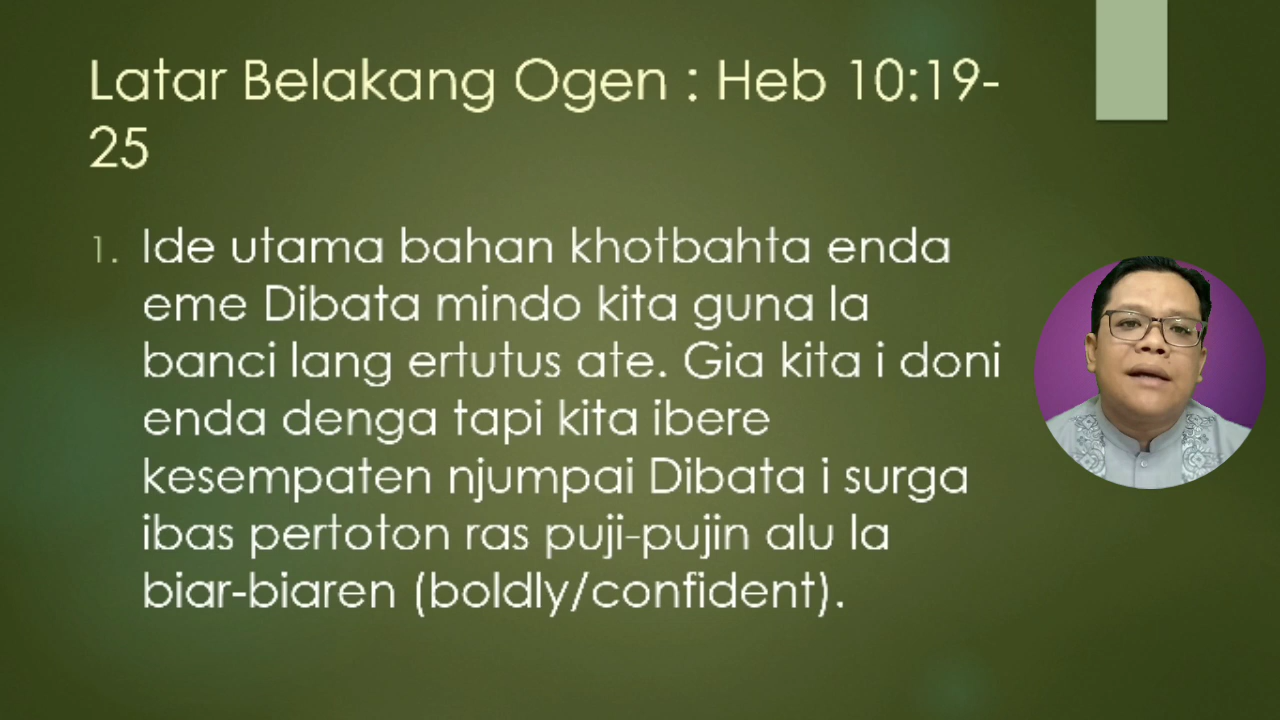 Latar Belakang Ogen : Heb 10:19-
25
1. Ide utama bahan khotbahta enda
eme Dibata mindo kita guna la
banci lang ertutus ate. Gia kita i doni
enda denga tapi kita ibere
kesempaten njumpai Dibata i surga
ibas pertoton ras puji-pujin alu la
biar-biaren (boldly/confident).